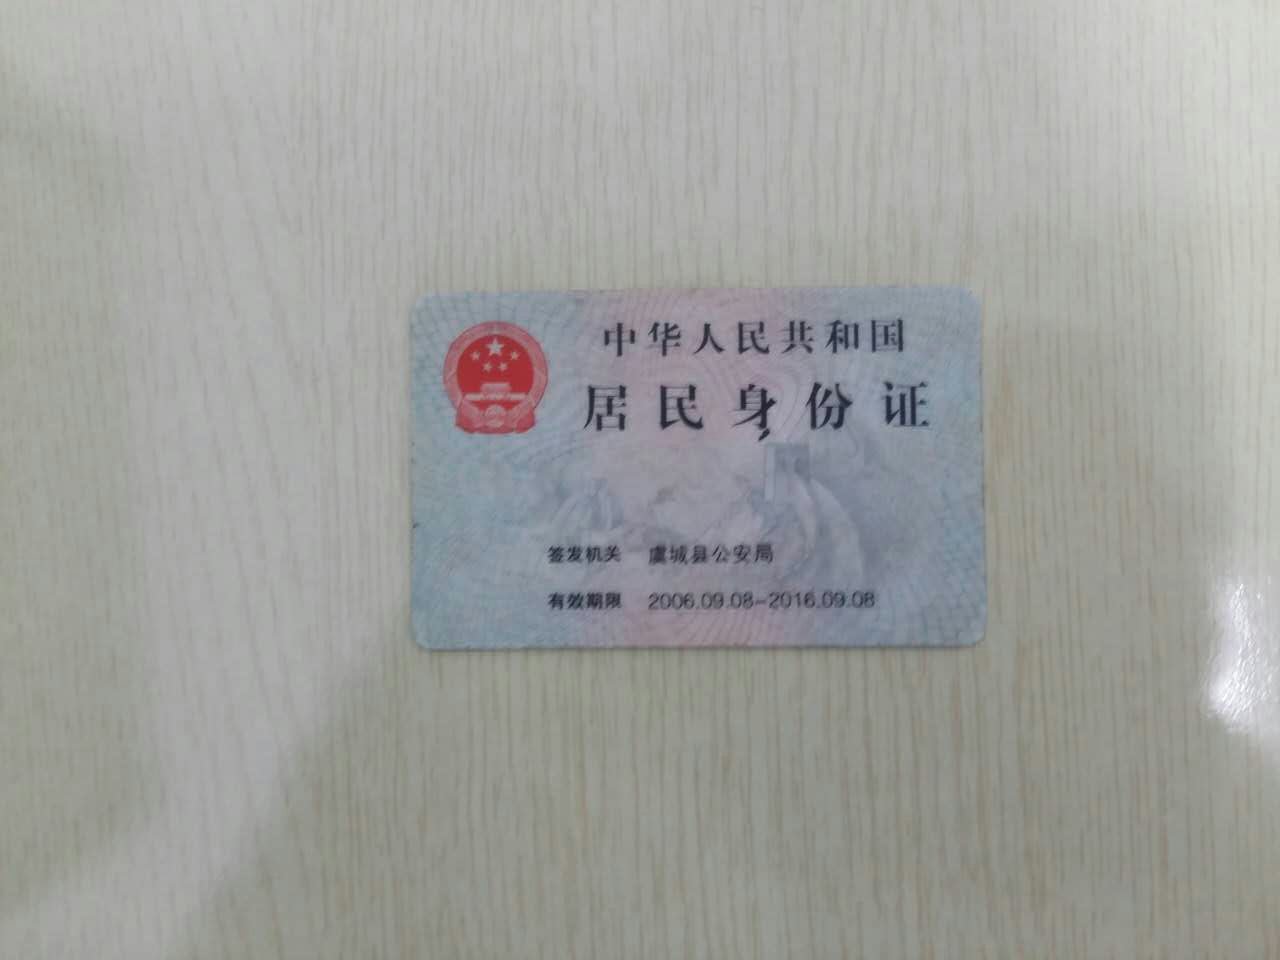 中华人民共和国
居民身份证
签发机关 虞城县公安局
有效期限 2006.09.08-2016.09.08